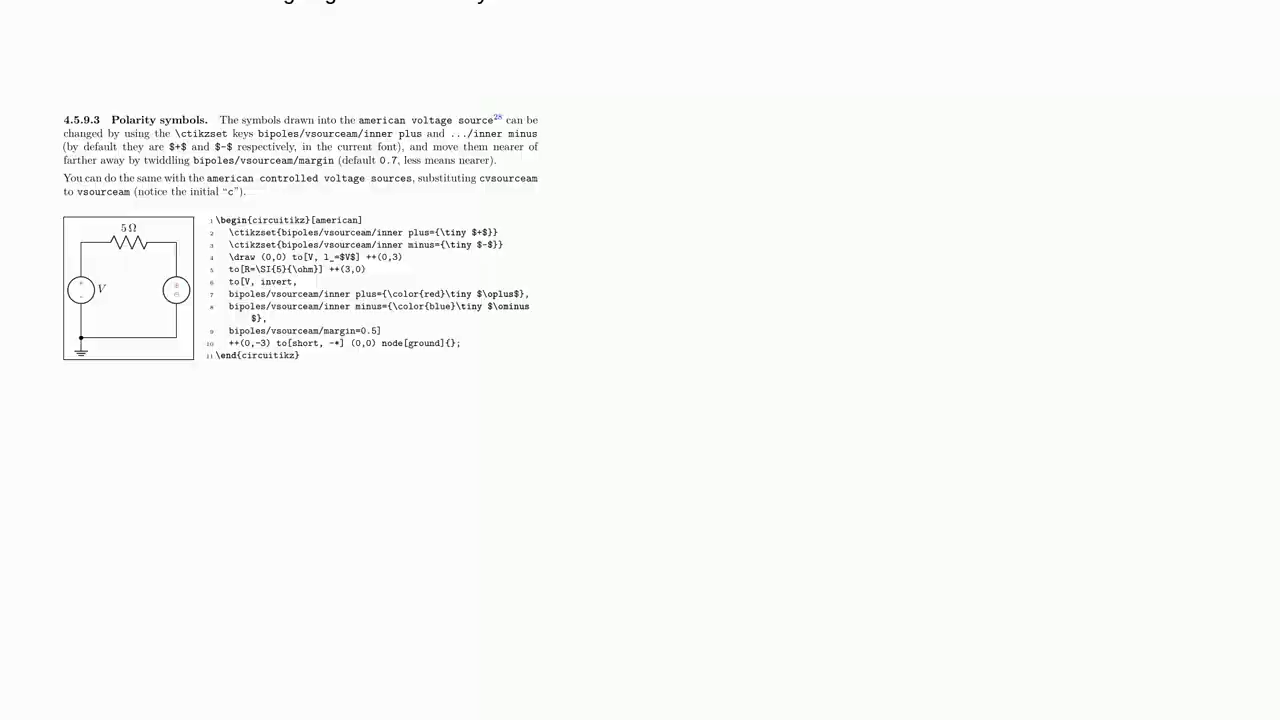 4.5.9.3 Polarity symbols. The symbols drawn into the american voltage source28 can be
changed by using the \ctikzset keys bipoles/vsourceam/inner plus and .../inner minus
(by default they are $+$ and $-$ respectively, in the current font), and move them nearer of
farther away by twiddling bipoles/vsourceam/margin (default 0.7, less means nearer).
You can do the same with the american controlled voltage sources, substituting cvsourceam
to vsourceam (notice the initial “c”).
5 Ω
V
1 \begin{circuitikz}[american]
2 \ctikzset{bipoles/vsourceam/inner plus={\tiny $+$}}
3 \ctikzset{bipoles/vsourceam/inner minus={\tiny $-$}}
4 \draw (0,0) to[V, l_=$V$] ++(0,3)
5 to[R=\SI{5}{\ohm}] ++(3,0)
6 to[V, invert,
7 bipoles/vsourceam/inner plus={\color{red}\tiny $\oplus$},
8 bipoles/vsourceam/inner minus={\color{blue}\tiny $\ominus
$},
9 bipoles/vsourceam/margin=0.5]
10 ++(0,-3) to[short, -*] (0,0) node[ground]{};
11 \end{circuitikz}